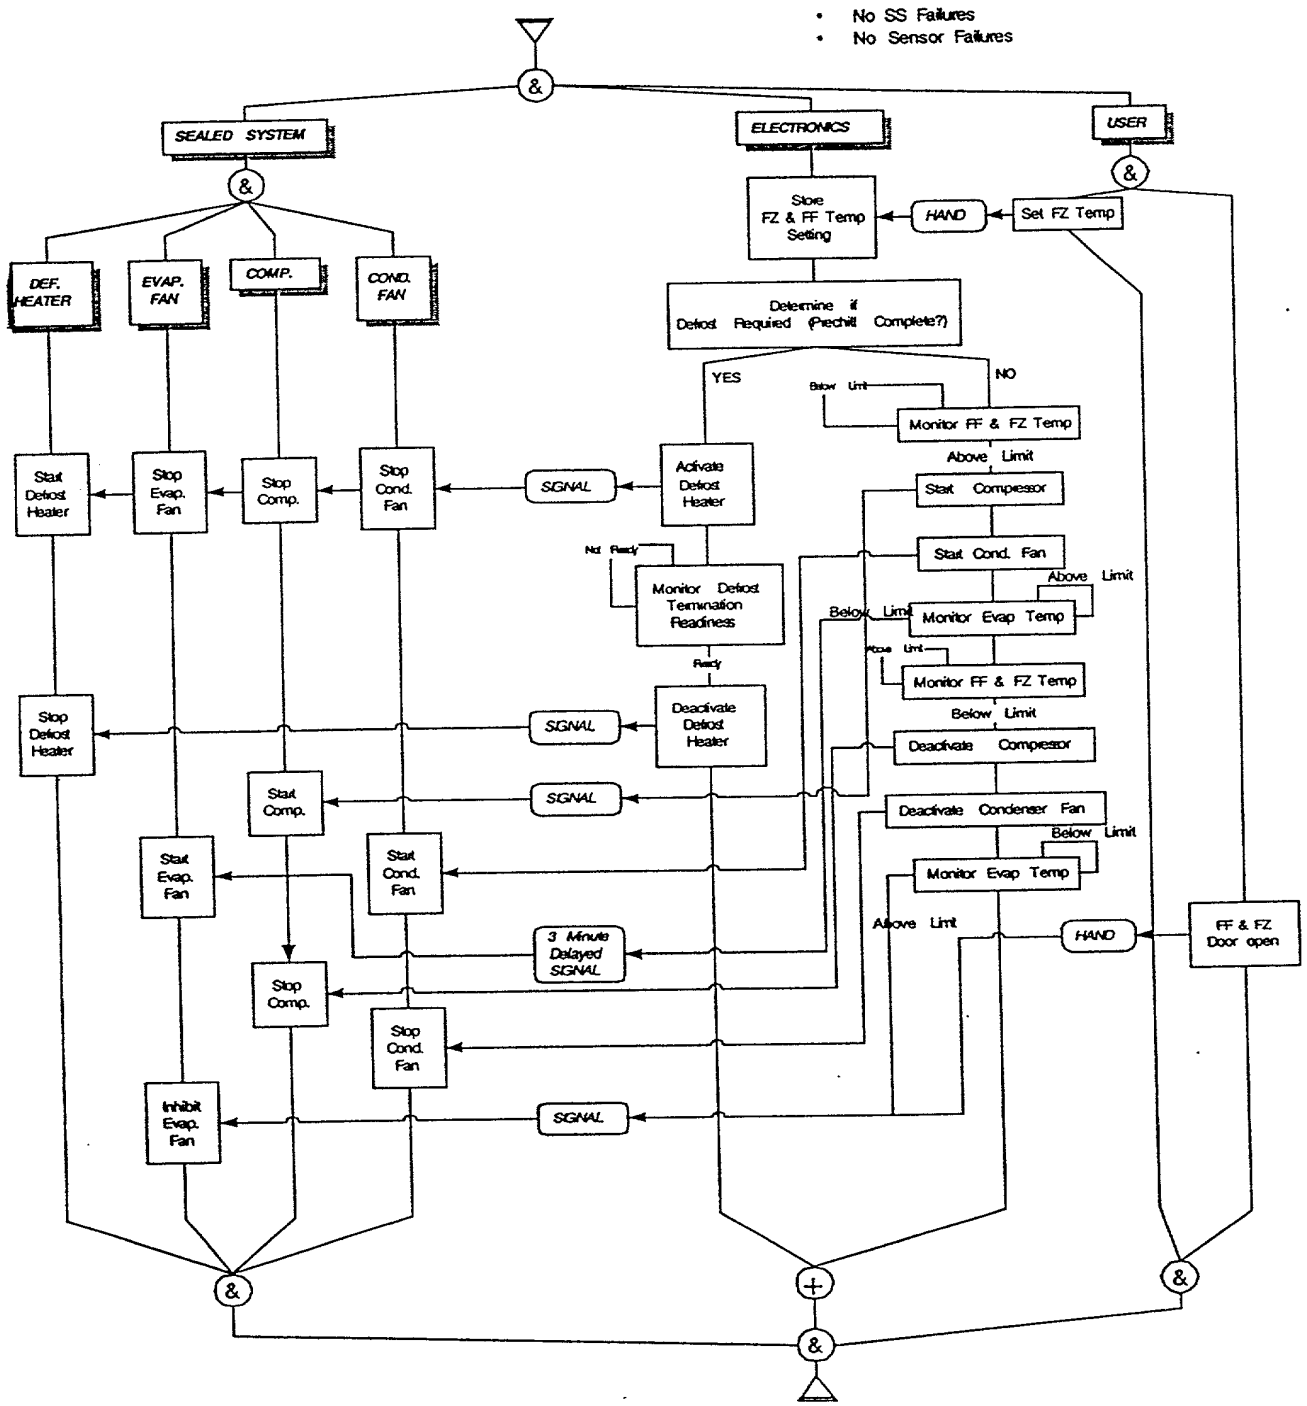 • No SS Failures
• No Sensor Failures
&
SEALED SYSTEM
ELECTRONICS
USER
&
&
Store
FZ & FF Temp
Setting
HAND
Set FZ Temp
DEF.
HEATER
EVAP.
FAN
COMP.
COND.
FAN
Determine if
Defrost Required (Prechill Complete?)
YES
NO
Below Limit
Monitor FF & FZ Temp
Above Limit
Start
Defrost
Heater
Stop
Evap.
Fan
Stop
Comp.
Stop
Cond.
Fan
SIGNAL
Activate
Defrost
Heater
Start Compressor
Start Cond. Fan
Not Ready
Monitor Defrost
Termination
Readiness
Above Limit
Below Limit
Monitor Evap Temp
Above Limit
Monitor FF & FZ Temp
Ready
Below Limit
Stop
Defrost
Heater
SIGNAL
Deactivate
Defrost
Heater
Deactivate Compressor
Start
Comp.
SIGNAL
Deactivate Condenser Fan
Below Limit
Start
Evap.
Fan
Start
Cond.
Fan
Monitor Evap Temp
Above Limit
3 Minute
Delayed
SIGNAL
HAND
FF & FZ
Door open
Stop
Comp.
Stop
Cond.
Fan
Inhibit
Evap.
Fan
SIGNAL
&
+
&
&